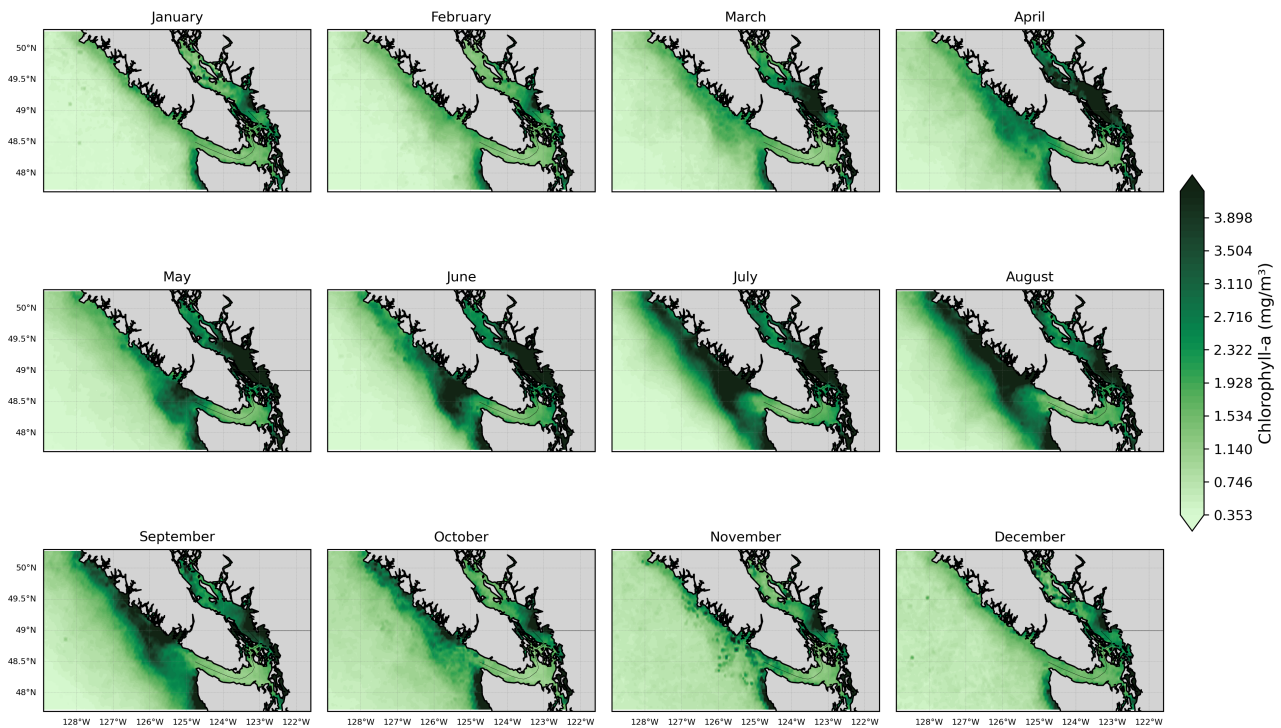 January
February
March
April
50°N
49.5°N
49°N
48.5°N
48°N
May
June
July
August
50°N
49.5°N
49°N
48.5°N
48°N
3.898
3.504
3.110
2.716
2.322
1.928
1.534
1.140
0.746
0.353
Chlorophyll-a (mg/m³)
September
October
November
December
50°N
49.5°N
49°N
48.5°N
48°N
128°W 127°W 126°W 125°W 124°W 123°W 122°W
128°W 127°W 126°W 125°W 124°W 123°W 122°W
128°W 127°W 126°W 125°W 124°W 123°W 122°W
128°W 127°W 126°W 125°W 124°W 123°W 122°W